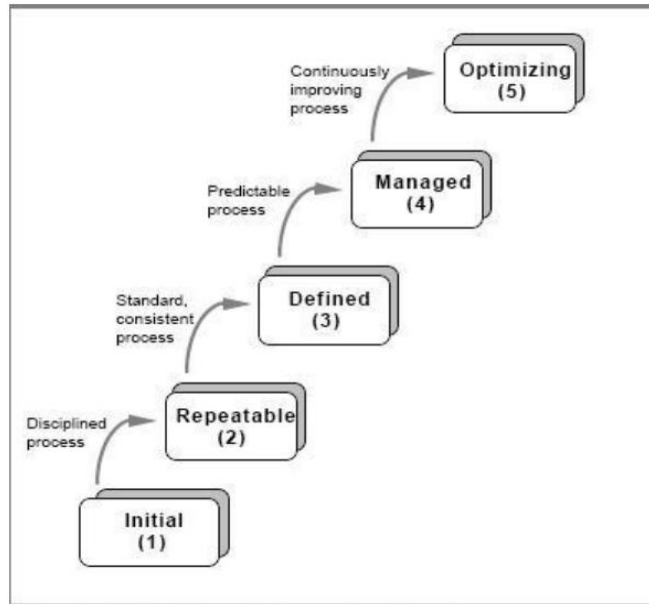 Continuously
improving
process
Optimizing
(5)
Predictable
process
Managed
(4)
Standard,
consistent
process
Defined
(3)
Disciplined
process
Repeatable
(2)
Initial
(1)